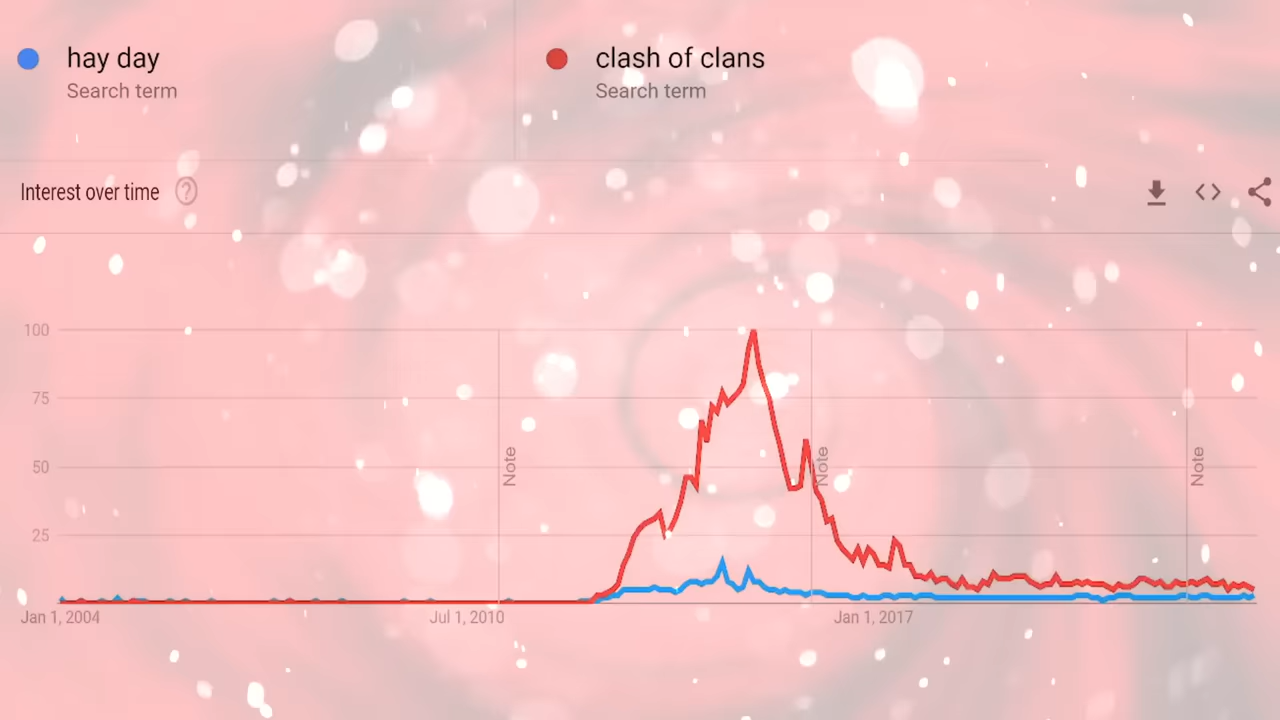 hay day
Search term
clash of clans
Search term
Interest over time
100
75
50
25
Note
Note
Note
Jan 1, 2004
Jul 1, 2010
Jan 1, 2017